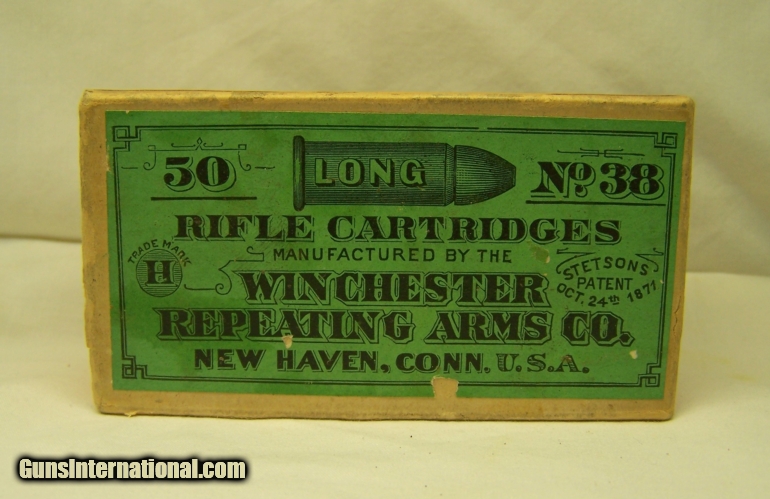 50 LONG No. 38
RIFLE CARTRIDGES
MANUFACTURED BY THE
TRADE MARK
H
WINCHESTER
STETSONS
PATENT
OCT. 24th 1871
REPEATING ARMS CO.
NEW HAVEN, CONN. U.S.A.
GunsInternational.com